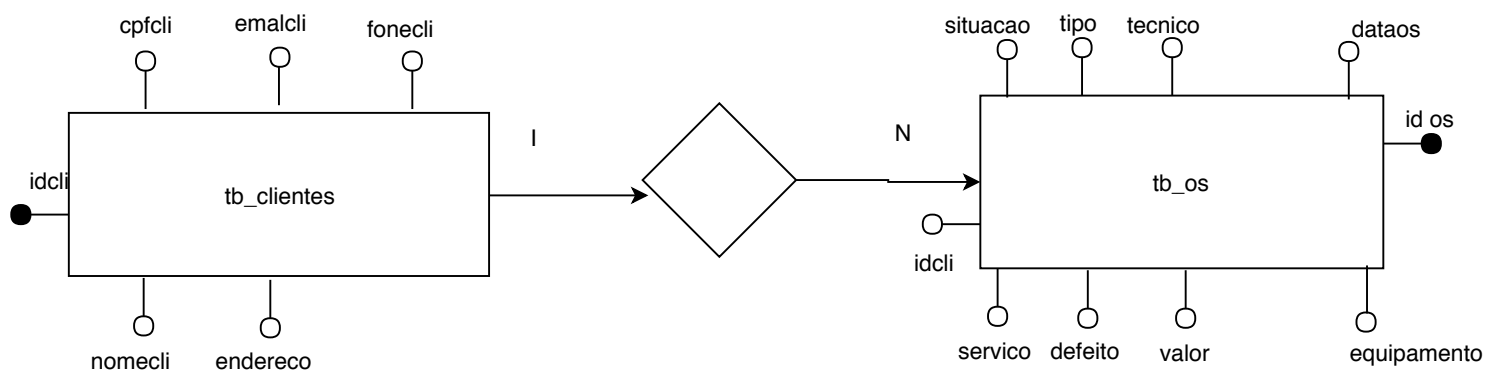 cpfcli
emalcli
fonecli
situacao
tipo
tecnico
dataos
I
N
id os
idcli
tb_clientes
tb_os
idcli
nomecli
endereco
servico
defeito
valor
equipamento